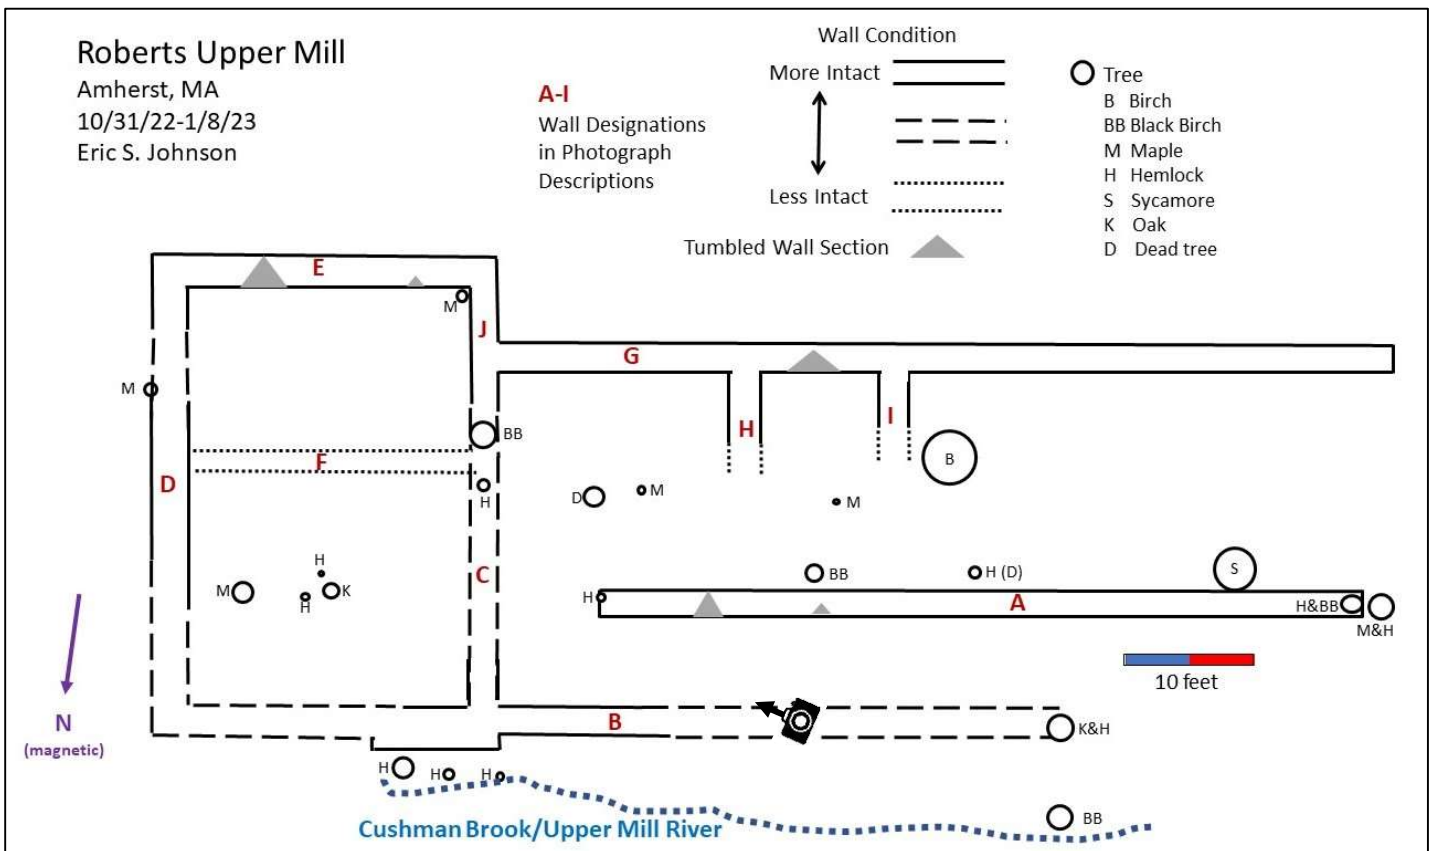 Roberts Upper Mill
Amherst, MA
10/31/22-1/8/23
Eric S. Johnson
A-I
Wall Designations
in Photograph
Descriptions
Wall Condition
More Intact
Less Intact
Tumbled Wall Section
Tree
B Birch
BB Black Birch
M Maple
H Hemlock
S Sycamore
K Oak
D Dead tree
E
M
J
G
M
BB
H
I
B
F
D
H
D
M
M
H
M
K
H
C
BB
H (D)
S
H
A
H&BB
M&H
10 feet
N
(magnetic)
B
K&H
H
H
H
Cushman Brook/Upper Mill River
BB